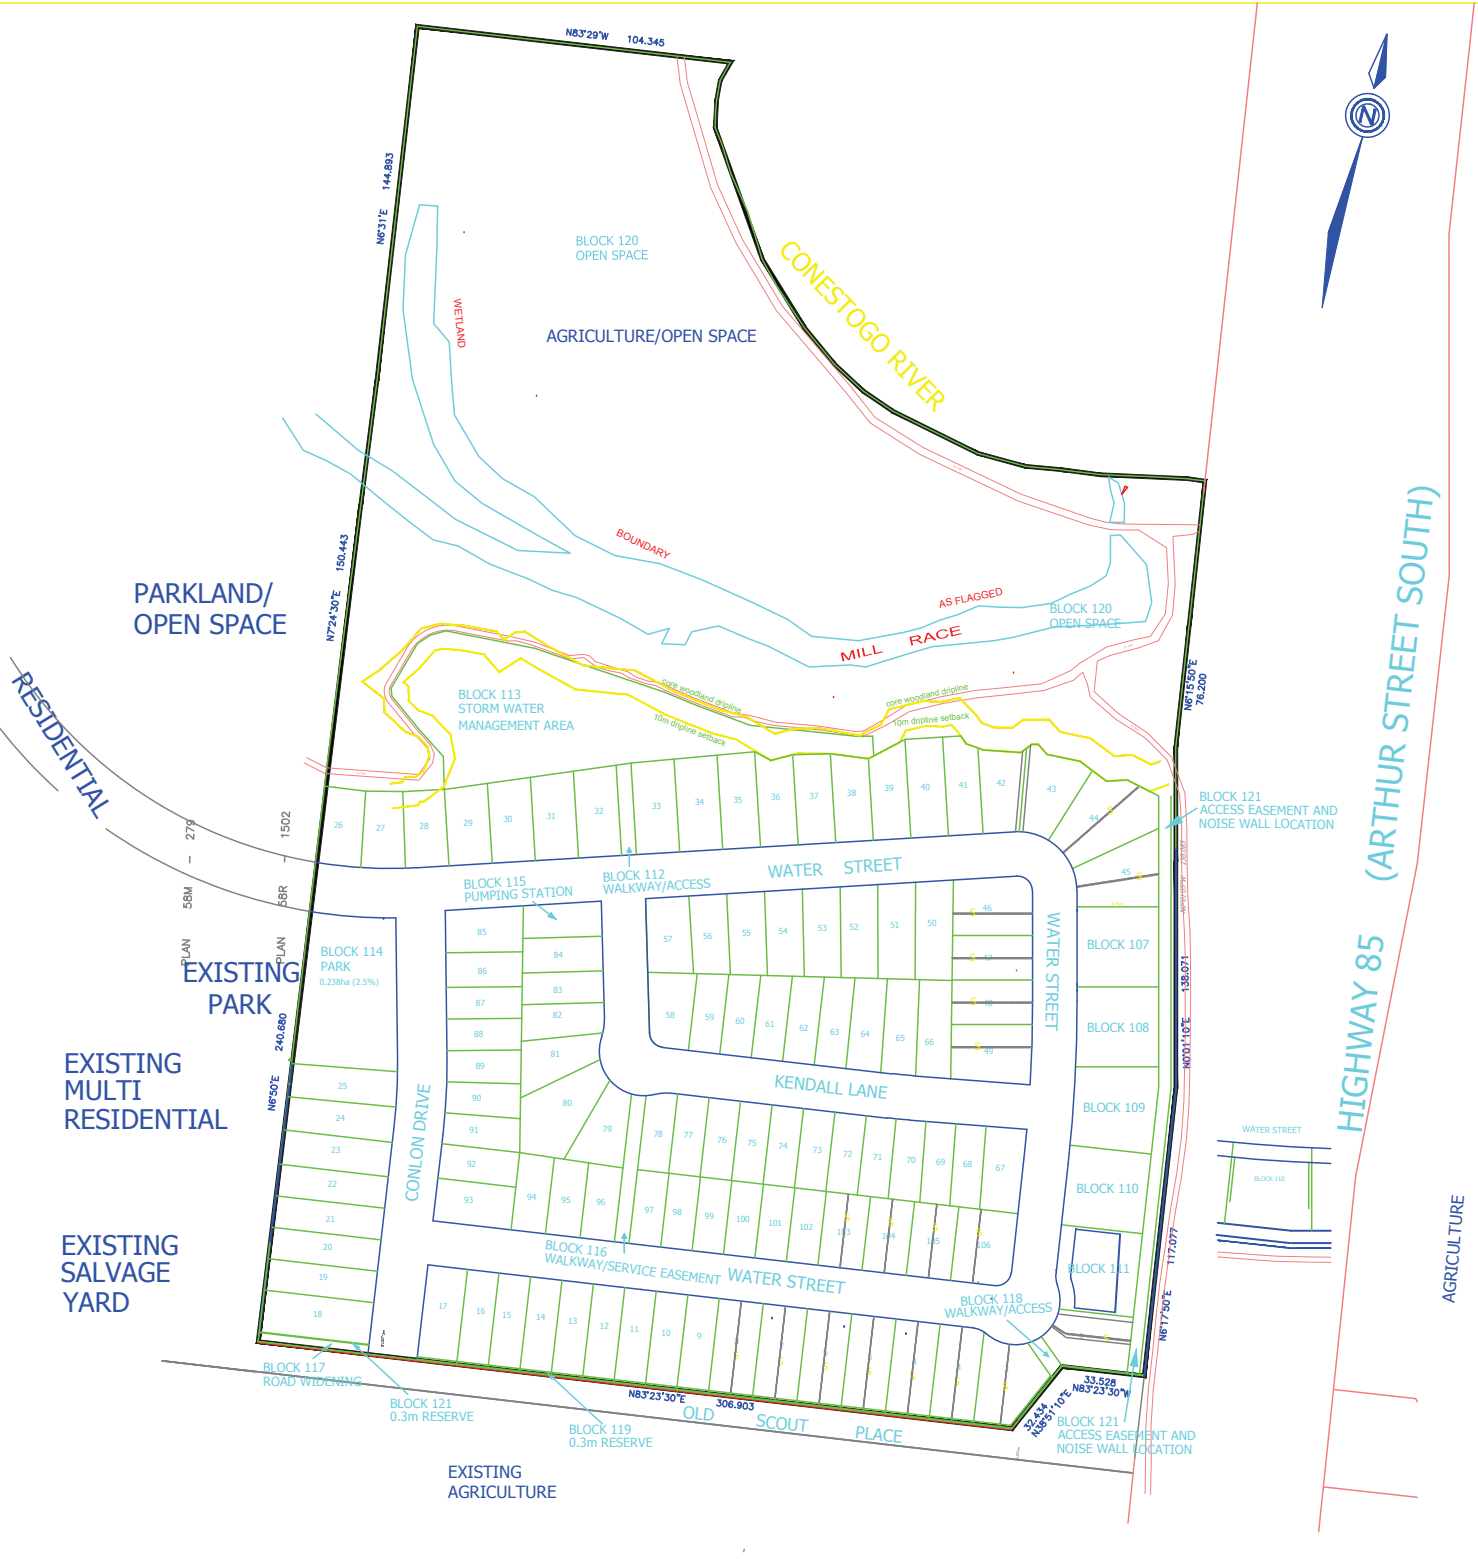 N83°29'W 104.345
N
144.893
N6°31'E
BLOCK 120
OPEN SPACE
CONESTOGO RIVER
WETLAND
AGRICULTURE/OPEN SPACE
150.443
N7°24'30"E
BOUNDARY
PARKLAND/
OPEN SPACE
AS FLAGGED
BLOCK 120
OPEN SPACE
MILL RACE
HIGHWAY 85 (ARTHUR STREET SOUTH)
RESIDENTIAL
BLOCK 113
STORM WATER
MANAGEMENT AREA
core woodland dripline
core woodland dripline
10m dripline setback
10m dripline setback
N6°15'50"E
76.200
BLOCK 121
ACCESS EASEMENT AND
NOISE WALL LOCATION
PLAN 58M - 279
PLAN 58R - 1502
26
27
28
29
30
31
32
33
34
35
36
37
38
39
40
41
42
43
44
45
WATER STREET
BLOCK 115
PUMPING STATION
BLOCK 112
WALKWAY/ACCESS
WATER STREET
BLOCK 114
PARK
0.238ha (2.5%)
EXISTING
PARK
240.680
N6°50'E
85
86
87
88
89
90
91
92
93
84
83
82
81
80
79
57
56
55
54
53
52
51
50
46
47
48
49
58
59
60
61
62
63
64
65
66
BLOCK 107
BLOCK 108
BLOCK 109
BLOCK 110
BLOCK 111
138.071
N0°01'10"E
KENDALL LANE
EXISTING
MULTI
RESIDENTIAL
25
24
23
22
21
20
19
18
CONLON DRIVE
78
77
76
75
74
73
72
71
70
69
68
67
94
95
96
97
98
99
100
101
102
103
104
105
106
WATER STREET
BLOCK 110
EXISTING
SALVAGE
YARD
BLOCK 116
WALKWAY/SERVICE EASEMENT
WATER STREET
BLOCK 118
WALKWAY/ACCESS
117.077
N6°17'50"E
AGRICULTURE
17
16
15
14
13
12
11
10
9
BLOCK 117
ROAD WIDENING
BLOCK 121
0.3m RESERVE
BLOCK 119
0.3m RESERVE
N83°23'30"E 306.903
OLD SCOUT PLACE
33.528
N83°23'30"W
32.434
N38°51'10"E
BLOCK 121
ACCESS EASEMENT AND
NOISE WALL LOCATION
EXISTING
AGRICULTURE